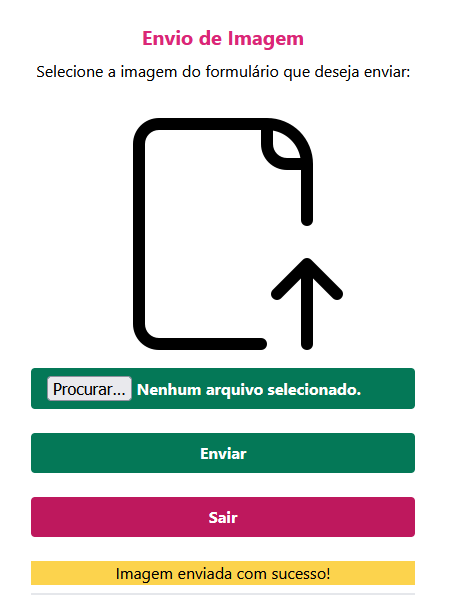 Envio de Imagem
Selecione a imagem do formulário que deseja enviar:
Procurar... Nenhum arquivo selecionado.
Enviar
Sair
Imagem enviada com sucesso!